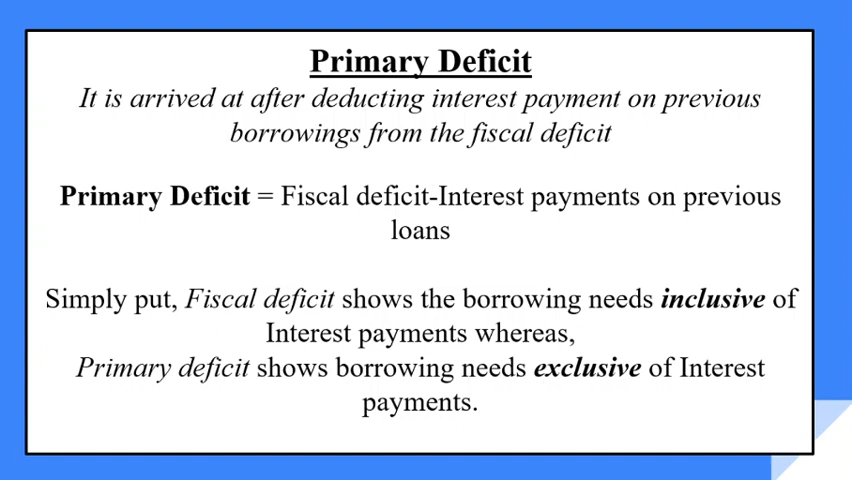 Primary Deficit
It is arrived at after deducting interest payment on previous
borrowings from the fiscal deficit
Primary Deficit = Fiscal deficit-Interest payments on previous
loans
Simply put, Fiscal deficit shows the borrowing needs inclusive of
Interest payments whereas,
Primary deficit shows borrowing needs exclusive of Interest
payments.